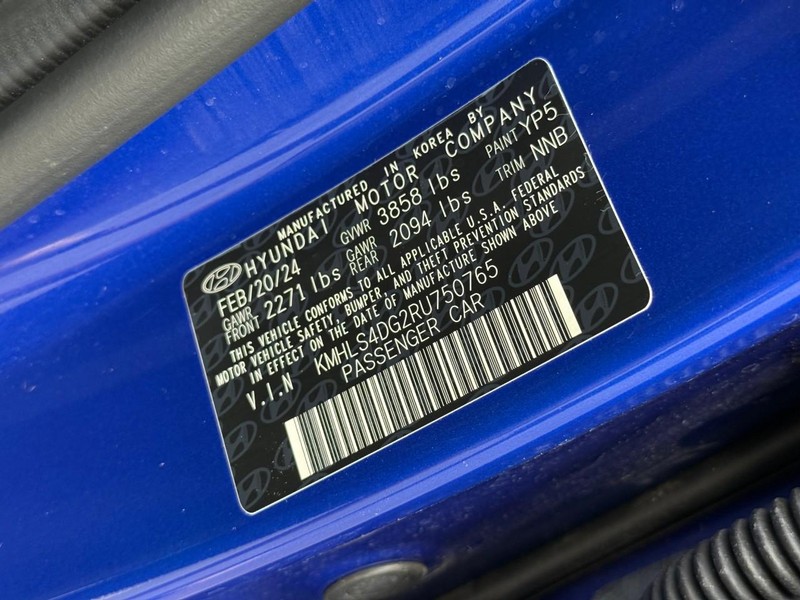 MANUFACTURED IN KOREA BY
HYUNDAI MOTOR COMPANY
FEB/20/24 GVWR 3858 lbs PAINT YP5
GAWR FRONT 2271 lbs GAWR REAR 2094 lbs TRIM NNB
THIS VEHICLE CONFORMS TO ALL APPLICABLE U.S.A. FEDERAL
MOTOR VEHICLE SAFETY, BUMPER, AND THEFT PREVENTION STANDARDS
IN EFFECT ON THE DATE OF MANUFACTURE SHOWN ABOVE
V.I.N KMHLS4DG2RU750765
PASSENGER CAR